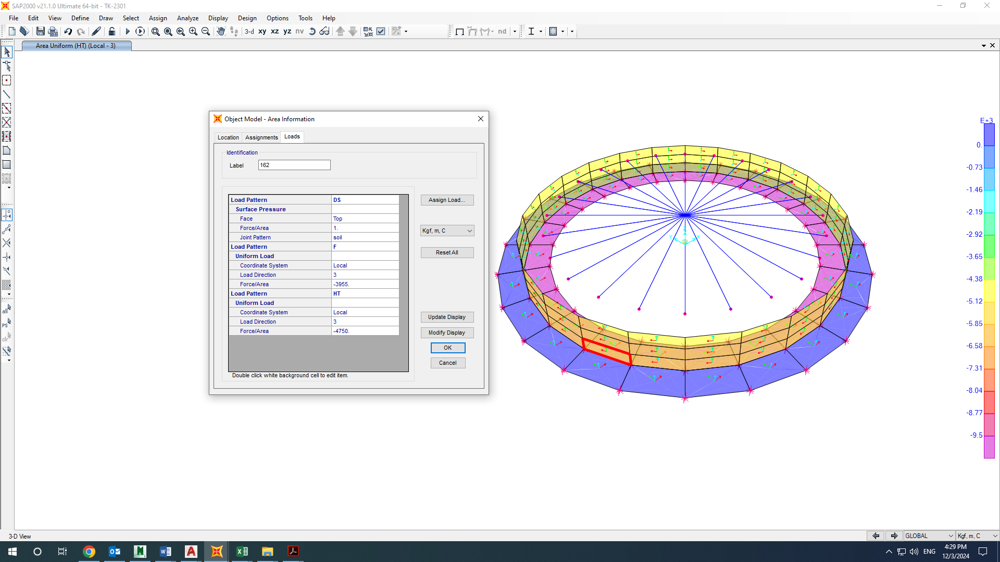 SAP2000 v21.1.0 Ultimate 64-bit - TK-2301
File Edit View Define Draw Select Assign Analyze Display Design Options Tools Help
3-d xy xz yz nv nd
Area Uniform (HT) (Local - 3)
Object Model - Area Information
Location Assignments Loads
Identification
Label 162
Load Pattern DS
Surface Pressure
Face Top
Force/Area 1.
Joint Pattern soil
Load Pattern F
Uniform Load
Coordinate System Local
Load Direction 3
Force/Area -3955.
Load Pattern HT
Uniform Load
Coordinate System Local
Load Direction 3
Force/Area -4750.
Double click white background cell to edit item.
Assign Load...
Kgf, m, C
Reset All
Update Display
Modify Display
OK
Cancel
Z
Y X
E+3
0.
-0.73
-1.46
-2.19
-2.92
-3.65
-4.38
-5.12
-5.85
-6.58
-7.31
-8.04
-8.77
-9.5
all
PS
clr
3-D View
GLOBAL
Kgf, m, C
ENG
4:29 PM
12/3/2024